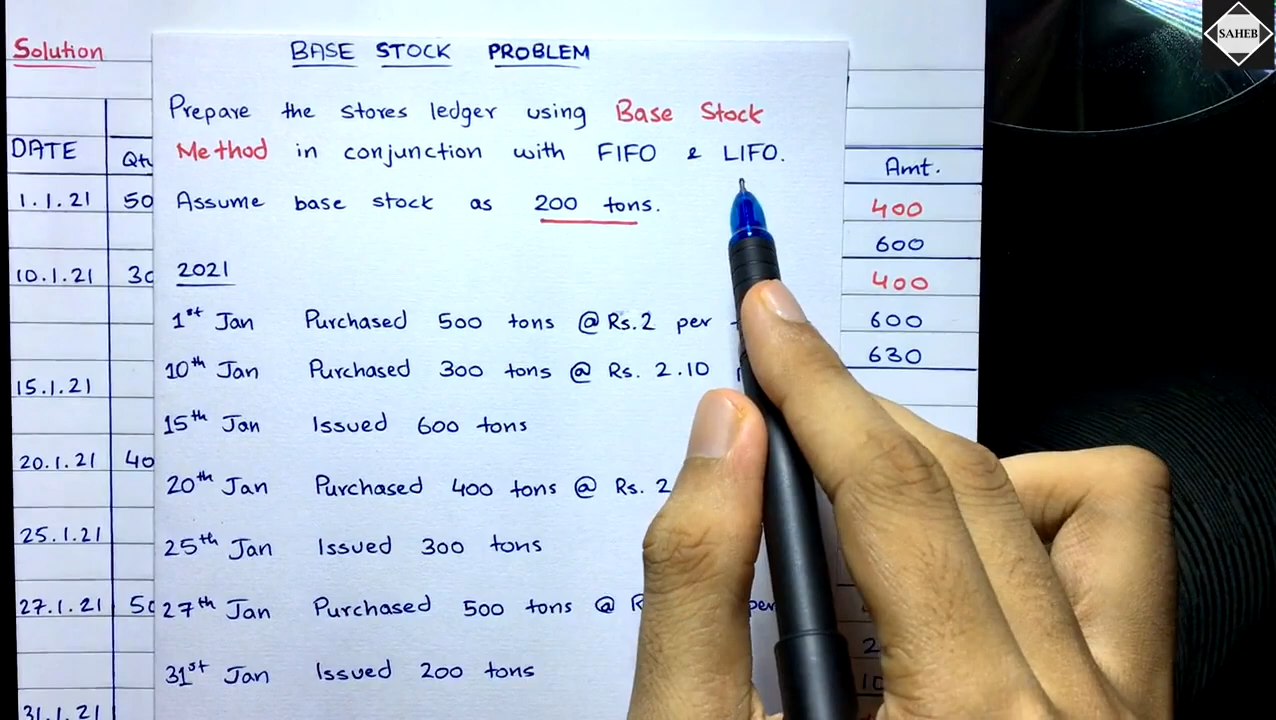 SAHEB
Solution
BASE STOCK PROBLEM
Prepare the stores ledger using Base Stock
Method in conjunction with FIFO & LIFO.
Assume base stock as 200 tons.
2021
1st Jan Purchased 500 tons @ Rs.2 per
10th Jan Purchased 300 tons @ Rs. 2.10
15th Jan Issued 600 tons
20th Jan Purchased 400 tons @ Rs. 2
25th Jan Issued 300 tons
27th Jan Purchased 500 tons @ per
31st Jan Issued 200 tons
DATE
1.1.21 50
10.1.21 30
15.1.21
20.1.21 40
25.1.21
27.1.21 50
31.1.21
Amt.
400
600
400
600
630